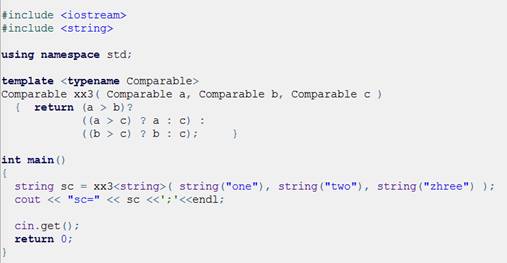 #include <iostream>
#include <string>
using namespace std;
template <typename Comparable>
Comparable xx3( Comparable a, Comparable b, Comparable c )
{ return (a > b)?
((a > c) ? a : c) :
((b > c) ? b : c); }
int main()
{
string sc = xx3<string>( string("one"), string("two"), string("zhree") );
cout << "sc=" << sc <<';'<<endl;
cin.get();
return 0;
}